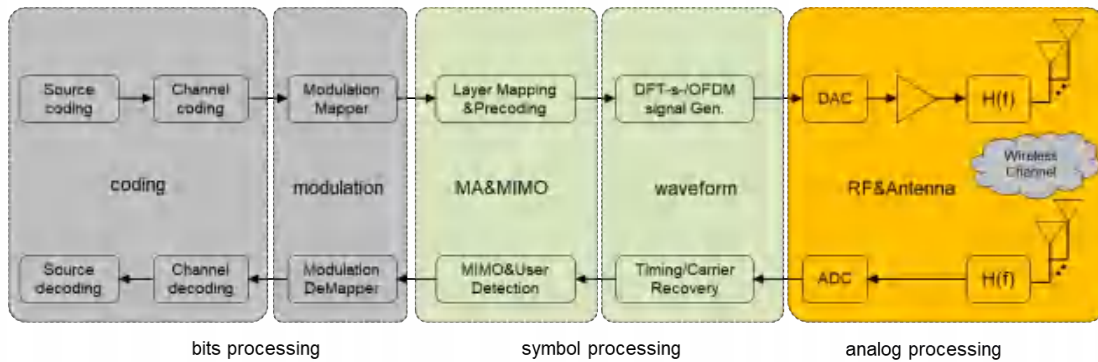 Source
coding
Channel
coding
Modulation
Mapper
Layer Mapping
&Precoding
DFT-s-/OFDM
signal Gen.
DAC
H(f)
Wireless
Channel
coding
modulation
MA&MIMO
waveform
RF&Antenna
Source
decoding
Channel
decoding
Modulation
DeMapper
MIMO&User
Detection
Timing/Carrier
Recovery
ADC
H(f)
bits processing
symbol processing
analog processing